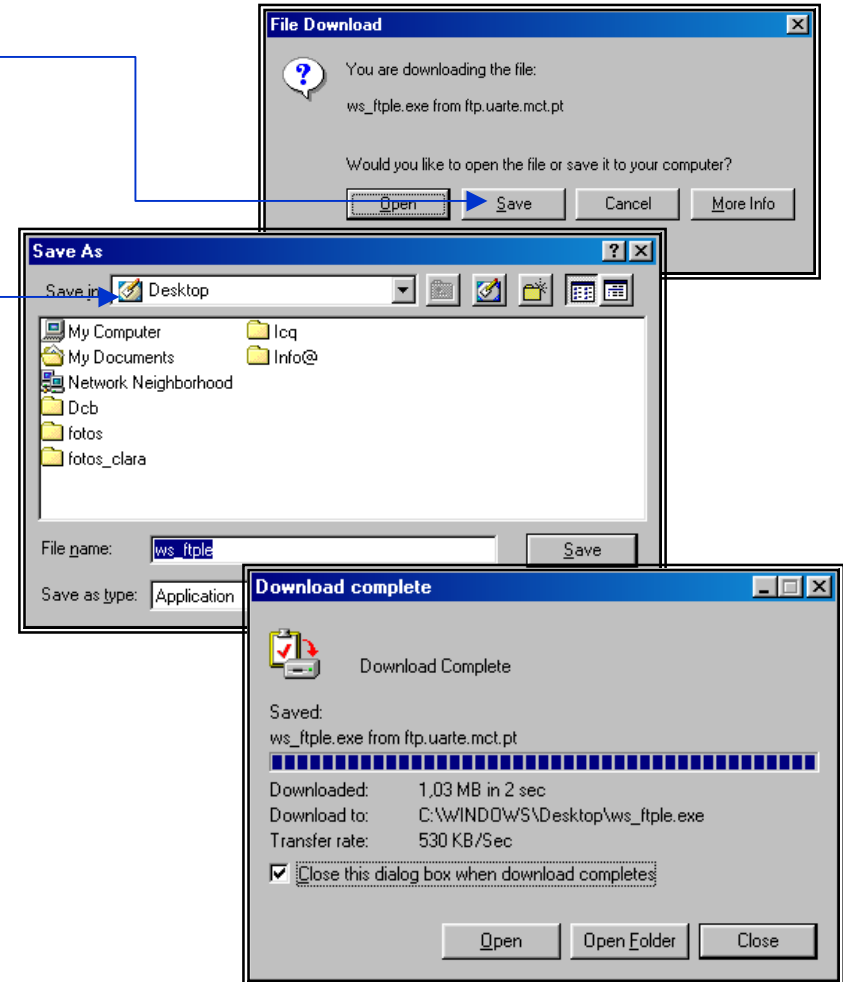 File Download
You are downloading the file:
ws_ftple.exe from ftp.uarte.mct.pt
Would you like to open the file or save it to your computer?
Open Save Cancel More Info
Save As
Save in: Desktop
My Computer Icq
My Documents Info@
Network Neighborhood
Dcb
fotos
fotos_clara
File name: ws_ftple Save
Save as type: Application
Download complete
Download Complete
Saved:
ws_ftple.exe from ftp.uarte.mct.pt
Downloaded: 1,03 MB in 2 sec
Download to: C:\WINDOWS\Desktop\ws_ftple.exe
Transfer rate: 530 KB/Sec
Close this dialog box when download completes
Open Open Folder Close